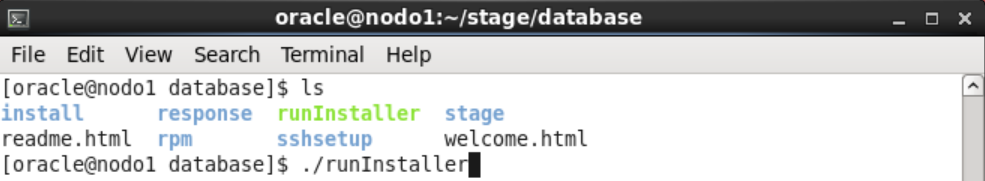 oracle@nodo1:~/stage/database
File Edit View Search Terminal Help
[oracle@nodo1 database]$ ls
install response runInstaller stage
readme.html rpm sshsetup welcome.html
[oracle@nodo1 database]$ ./runInstaller